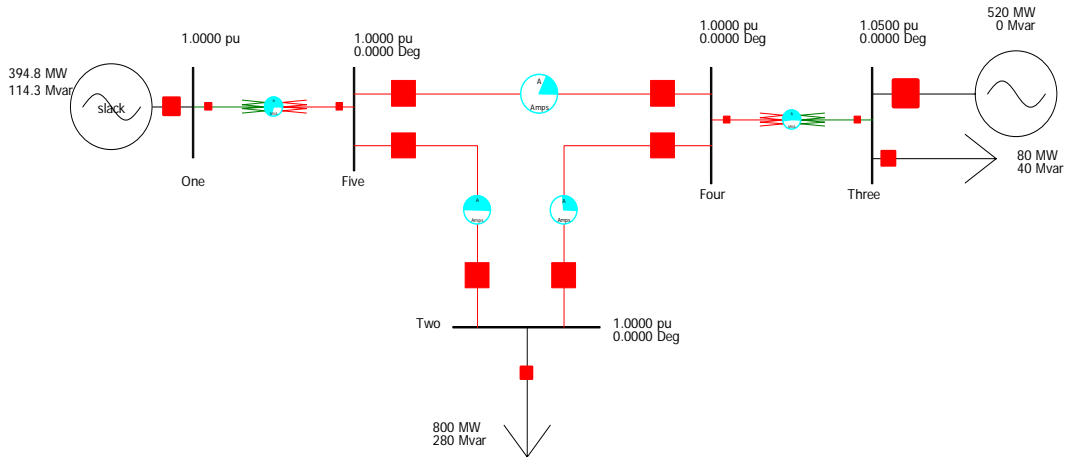 1.0000 pu
1.0000 pu
0.0000 Deg
1.0000 pu
0.0000 Deg
1.0500 pu
0.0000 Deg
520 MW
0 Mvar
394.8 MW
114.3 Mvar
slack
A
Amps
One
Five
Four
Three
80 MW
40 Mvar
A
Amps
A
Amps
Two
1.0000 pu
0.0000 Deg
800 MW
280 Mvar